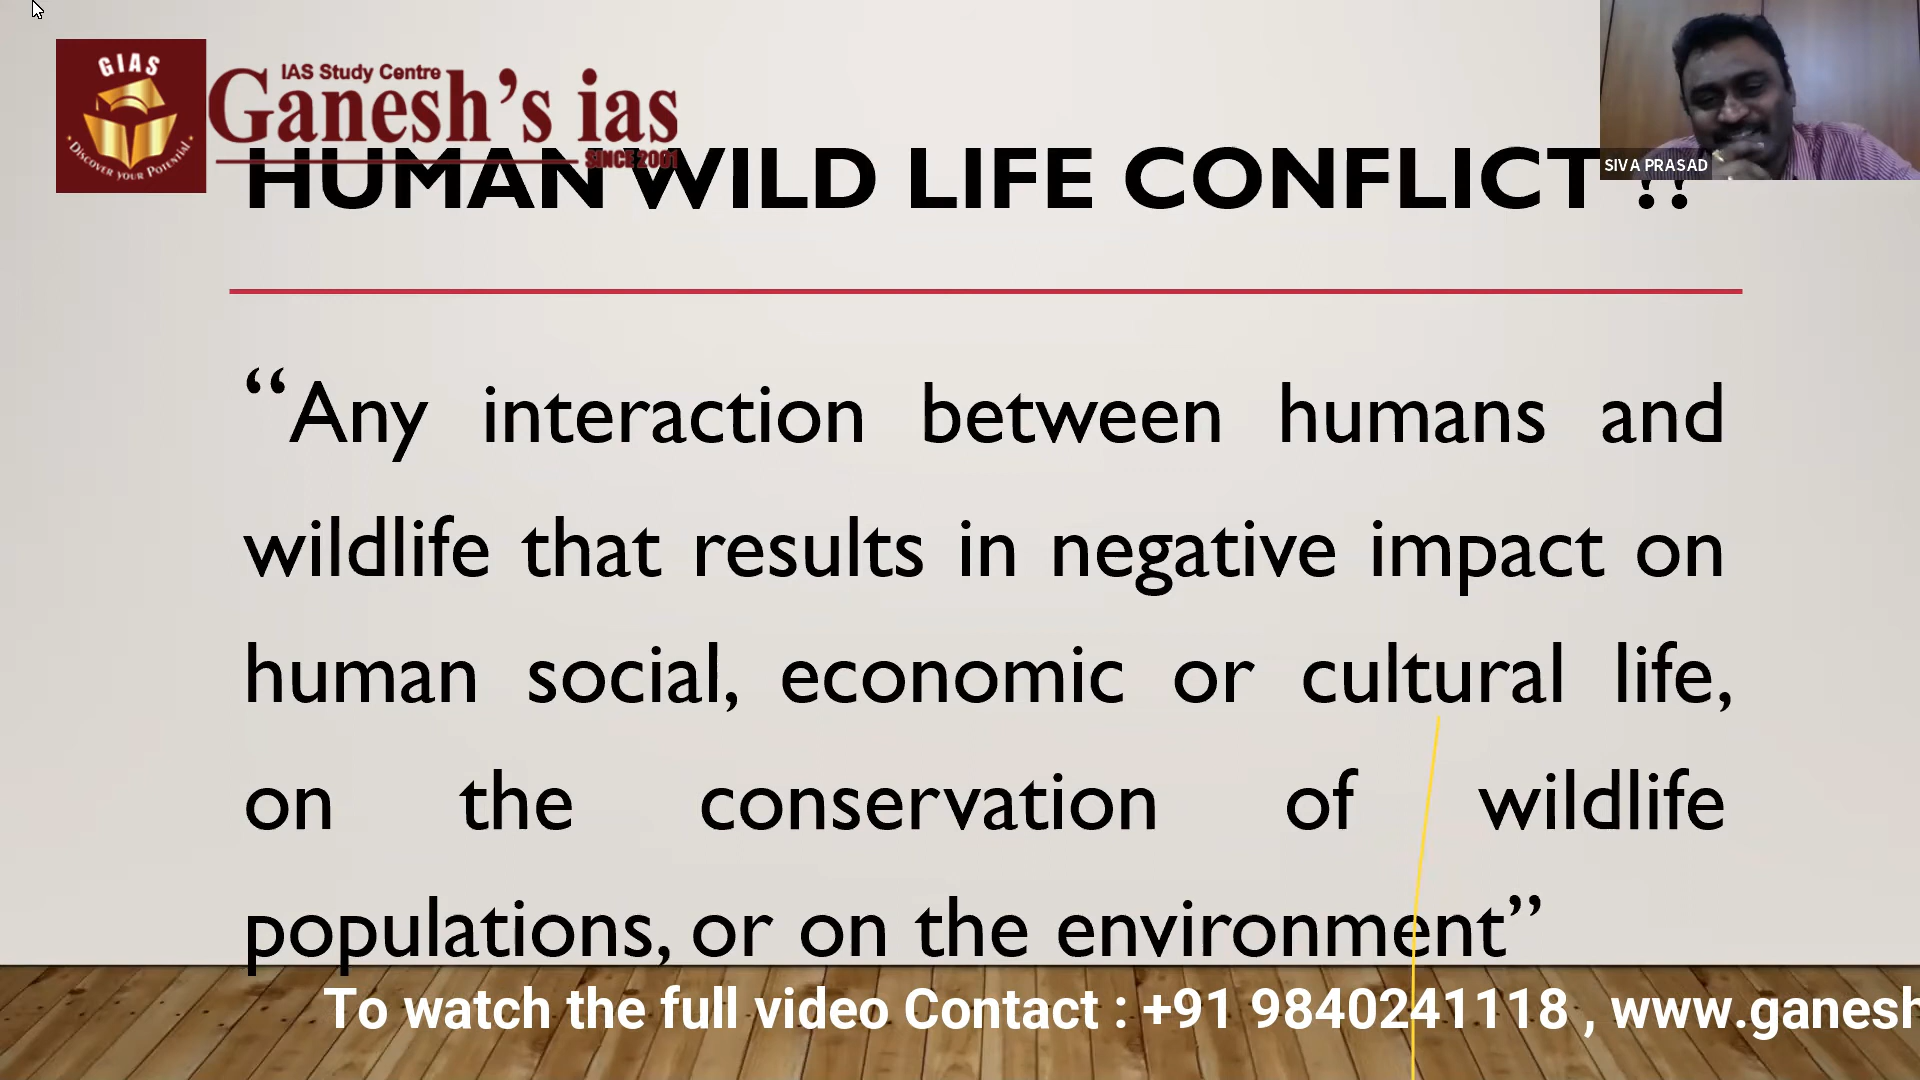 GIAS
DISCOVER YOUR POTENTIAL
IAS Study Centre
Ganesh's ias
SINCE 2001
SIVA PRASAD
HUMAN WILD LIFE CONFLICT
“Any interaction between humans and
wildlife that results in negative impact on
human social, economic or cultural life,
on the conservation of wildlife
populations, or on the environment”
To watch the full video Contact : +91 9840241118 , www.ganesh